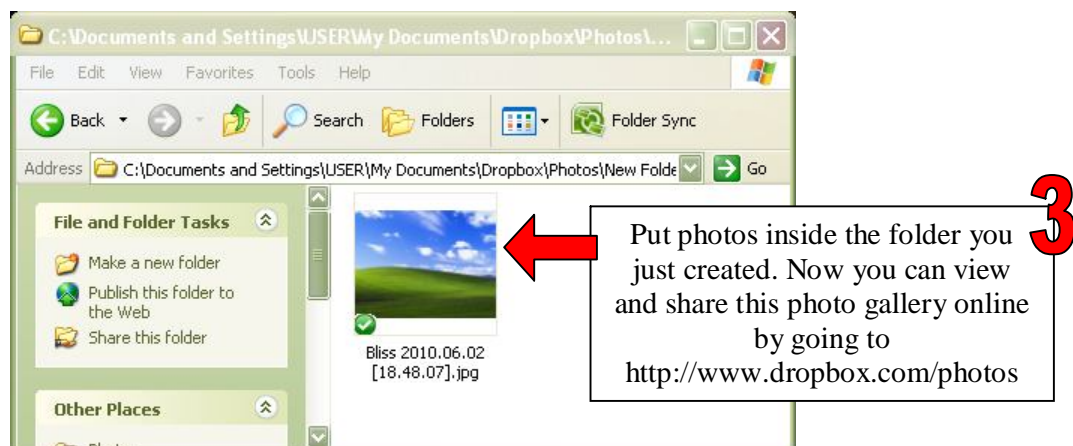 C:\Documents and Settings\USER\My Documents\Dropbox\Photos\...
File Edit View Favorites Tools Help
Back Search Folders Folder Sync
Address C:\Documents and Settings\USER\My Documents\Dropbox\Photos\New Folde Go
File and Folder Tasks
Make a new folder
Publish this folder to
the Web
Share this folder
Other Places
Bliss 2010.06.02
[18.48.07].jpg
3
Put photos inside the folder you
just created. Now you can view
and share this photo gallery online
by going to
http://www.dropbox.com/photos